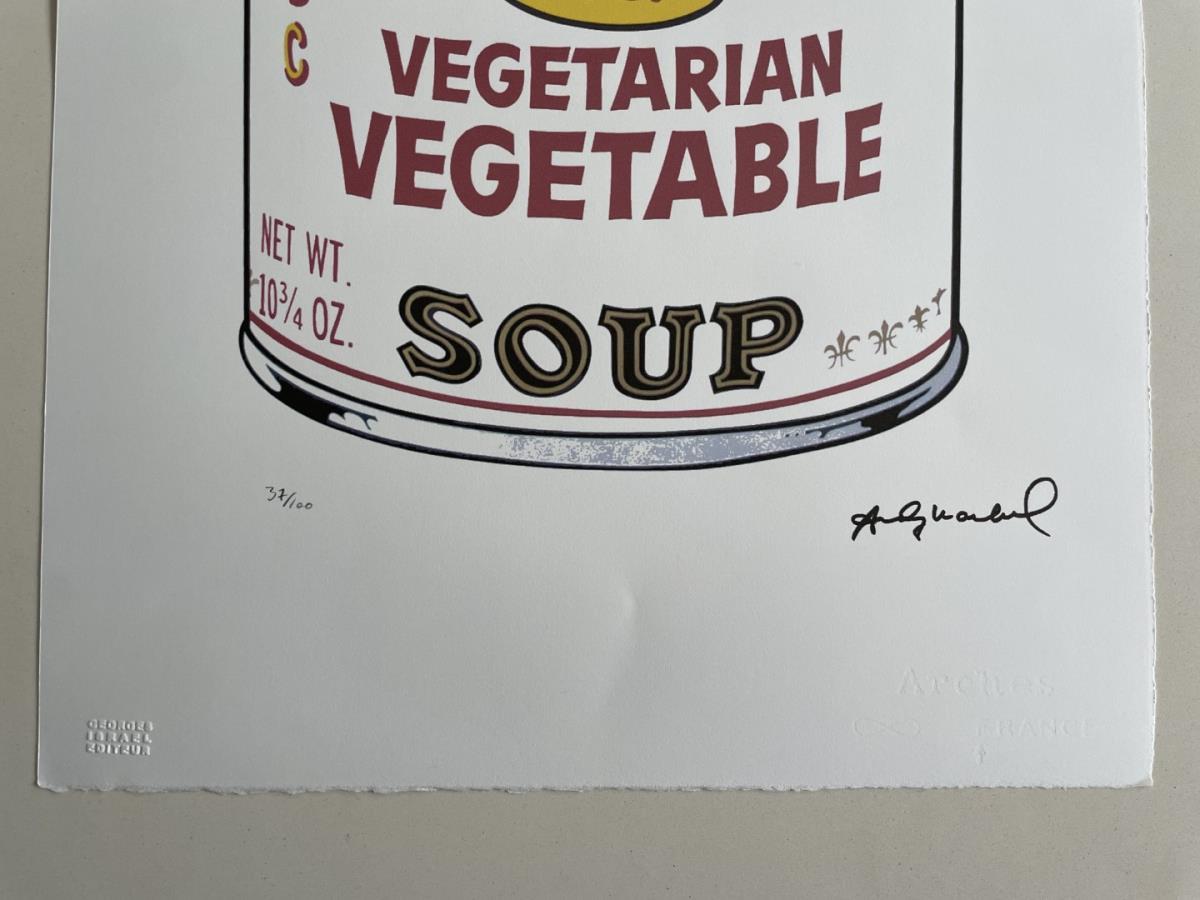 C
VEGETARIAN
VEGETABLE
NET WT.
10¾ OZ.
SOUP
37/100
Andy Warhol
Arches
FRANCE
GEORGES
ISRAEL
EDITEUR